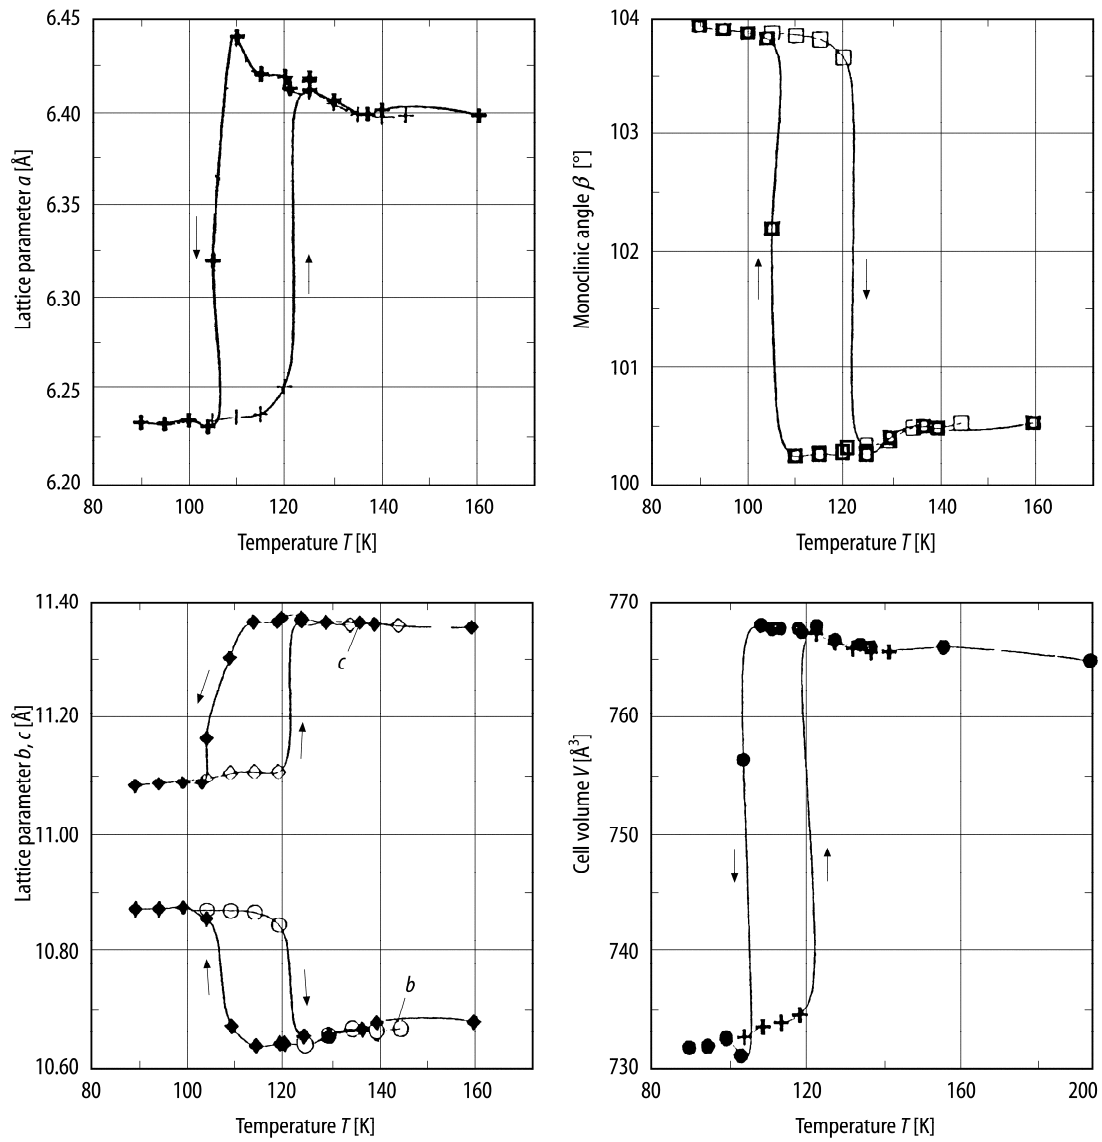 6.45
6.40
6.35
6.30
6.25
6.20
Lattice parameter a [Å]
80 100 120 140 160
Temperature T [K]
104
103
102
101
100
Monoclinic angle β [°]
80 100 120 140 160
Temperature T [K]
11.40
11.20
11.00
10.80
10.60
Lattice parameter b, c [Å]
c
b
80 100 120 140 160
Temperature T [K]
770
760
750
740
730
Cell volume V [Å³]
80 120 160 200
Temperature T [K]